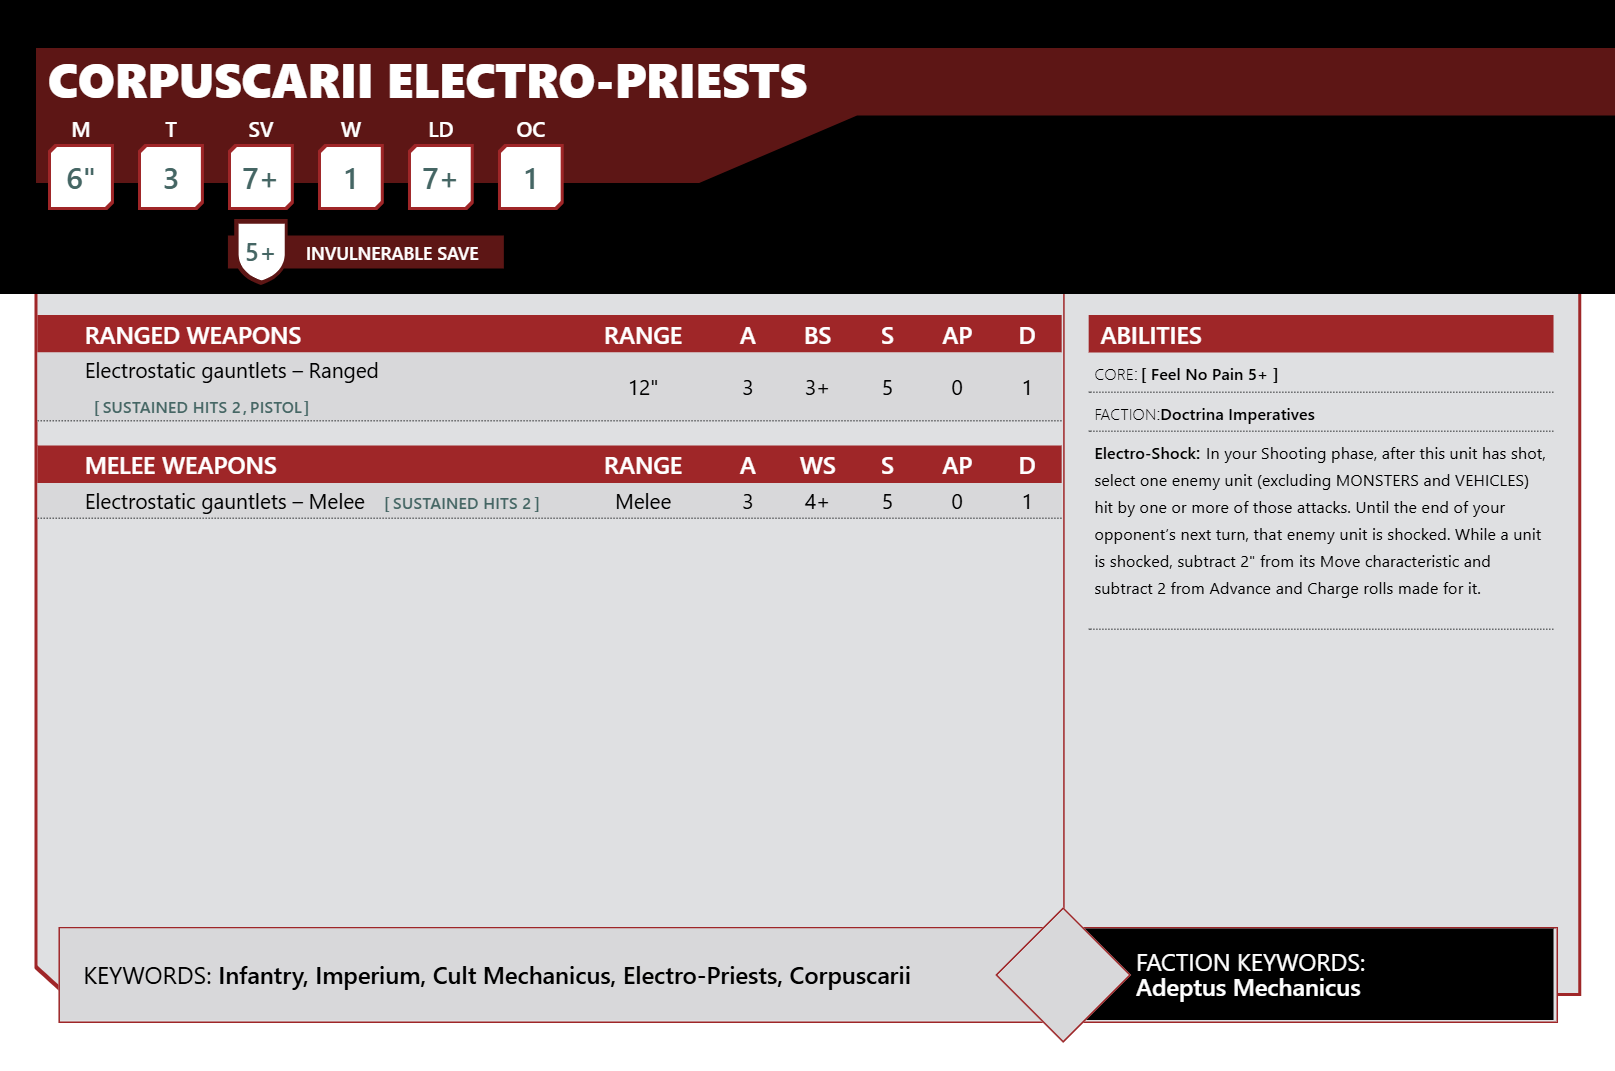 CORPUSCARII ELECTRO-PRIESTS
M T SV W LD OC
6" 3 7+ 1 7+ 1
5+ INVULNERABLE SAVE
RANGED WEAPONS RANGE A BS S AP D
Electrostatic gauntlets – Ranged
[ SUSTAINED HITS 2 , PISTOL ] 12" 3 3+ 5 0 1
MELEE WEAPONS RANGE A WS S AP D
Electrostatic gauntlets – Melee [ SUSTAINED HITS 2 ] Melee 3 4+ 5 0 1
ABILITIES
CORE: [ Feel No Pain 5+ ]
FACTION:Doctrina Imperatives
Electro-Shock: In your Shooting phase, after this unit has shot,
select one enemy unit (excluding MONSTERS and VEHICLES)
hit by one or more of those attacks. Until the end of your
opponent’s next turn, that enemy unit is shocked. While a unit
is shocked, subtract 2" from its Move characteristic and
subtract 2 from Advance and Charge rolls made for it.
KEYWORDS: Infantry, Imperium, Cult Mechanicus, Electro-Priests, Corpuscarii
FACTION KEYWORDS:
Adeptus Mechanicus